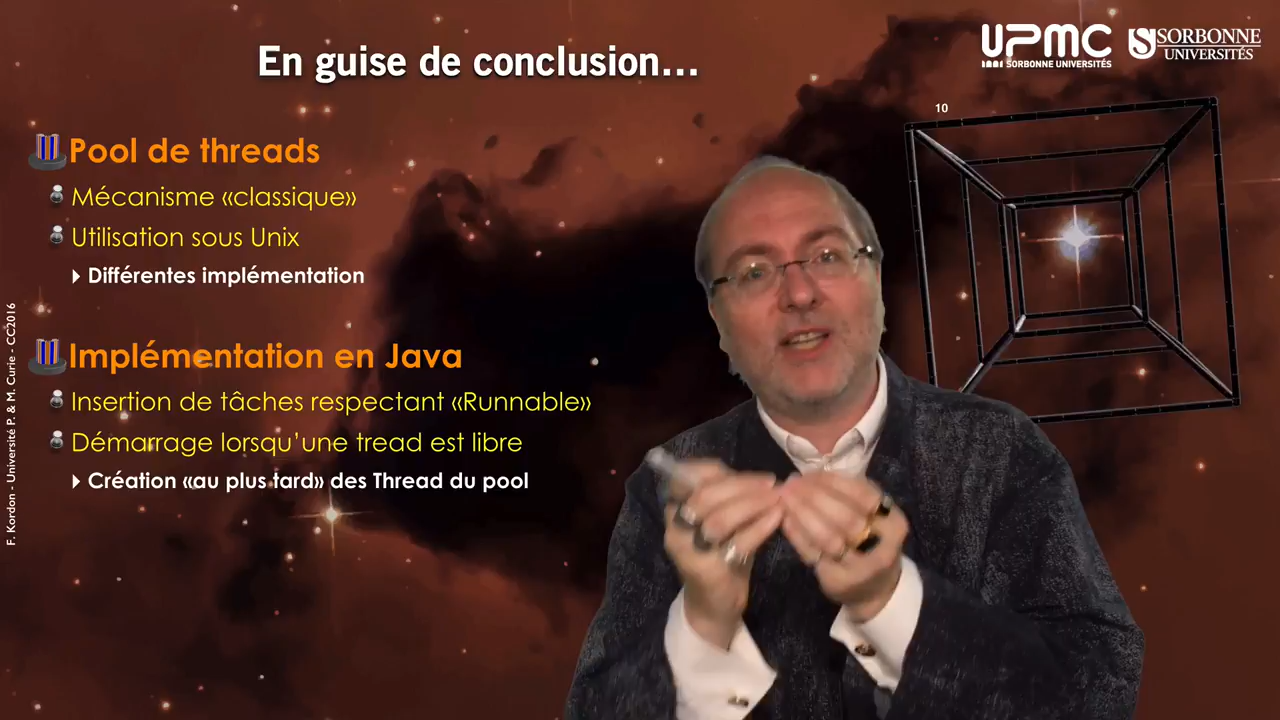 En guise de conclusion...
UPMC
SORBONNE UNIVERSITÉS
SORBONNE
UNIVERSITÉS
10
Pool de threads
Mécanisme «classique»
Utilisation sous Unix
Différentes implémentation
Implémentation en Java
Insertion de tâches respectant «Runnable»
Démarrage lorsqu'une tread est libre
Création «au plus tard» des Thread du pool
F. Kordon - Université P. & M. Curie - CC2016